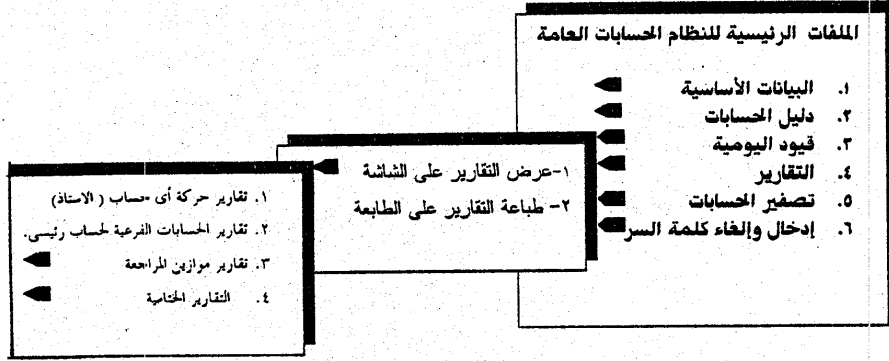 الملفات الرئيسية للنظام الحسابات العامة
١. البيانات الأساسية
٢. دليل الحسابات
٣. قيود اليومية
٤. التقارير
٥. تصفير الحسابات
٦. إدخال وإلغاء كلمة السر
١-عرض التقارير على الشاشة
٢- طباعة التقارير على الطابعة
١. تقارير حركة أى حساب ( الاستاذ)
٢. تقارير الحسابات الفرعية لحساب رئيسى.
٣. تقارير موازين المراجعة
٤. التقارير الختامية